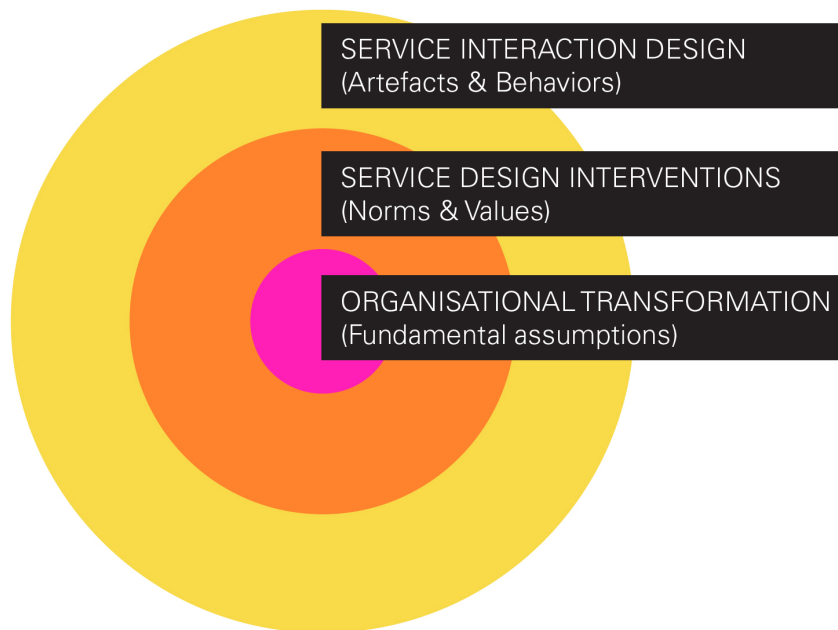 SERVICE INTERACTION DESIGN
(Artefacts & Behaviors)
SERVICE DESIGN INTERVENTIONS
(Norms & Values)
ORGANISATIONAL TRANSFORMATION
(Fundamental assumptions)